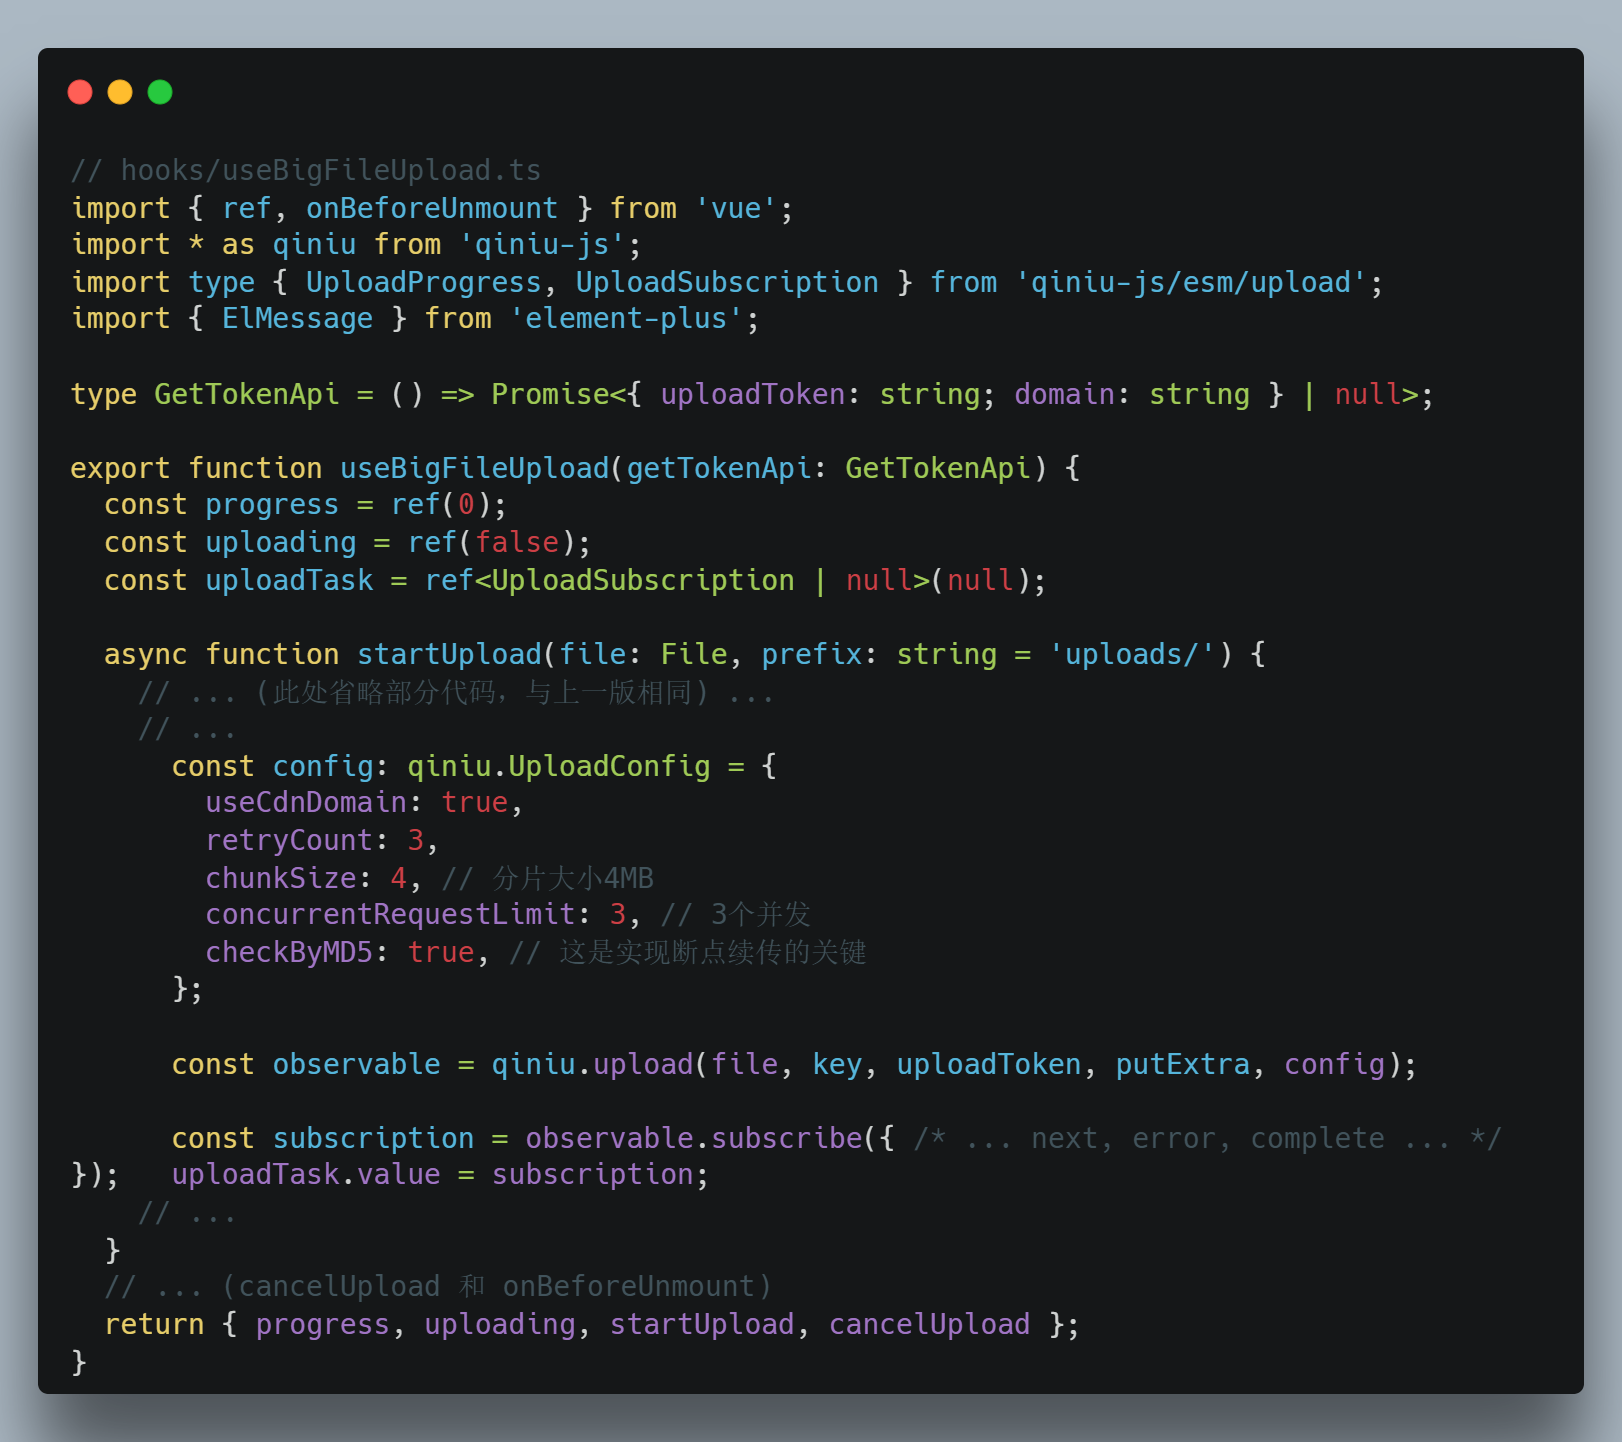 // hooks/useBigFileUpload.ts
import { ref, onBeforeUnmount } from 'vue';
import * as qiniu from 'qiniu-js';
import type { UploadProgress, UploadSubscription } from 'qiniu-js/esm/upload';
import { ElMessage } from 'element-plus';

type GetTokenApi = () => Promise<{ uploadToken: string; domain: string } | null>;

export function useBigFileUpload(getTokenApi: GetTokenApi) {
  const progress = ref(0);
  const uploading = ref(false);
  const uploadTask = ref<UploadSubscription | null>(null);

  async function startUpload(file: File, prefix: string = 'uploads/') {
    // ... (此处省略部分代码，与上一版相同) ...
    // ...
      const config: qiniu.UploadConfig = {
        useCdnDomain: true,
        retryCount: 3,
        chunkSize: 4, // 分片大小4MB
        concurrentRequestLimit: 3, // 3个并发
        checkByMD5: true, // 这是实现断点续传的关键
      };

      const observable = qiniu.upload(file, key, uploadToken, putExtra, config);

      const subscription = observable.subscribe({ /* ... next, error, complete ... */
});   uploadTask.value = subscription;
    // ...
  }
  // ... (cancelUpload 和 onBeforeUnmount)
  return { progress, uploading, startUpload, cancelUpload };
}